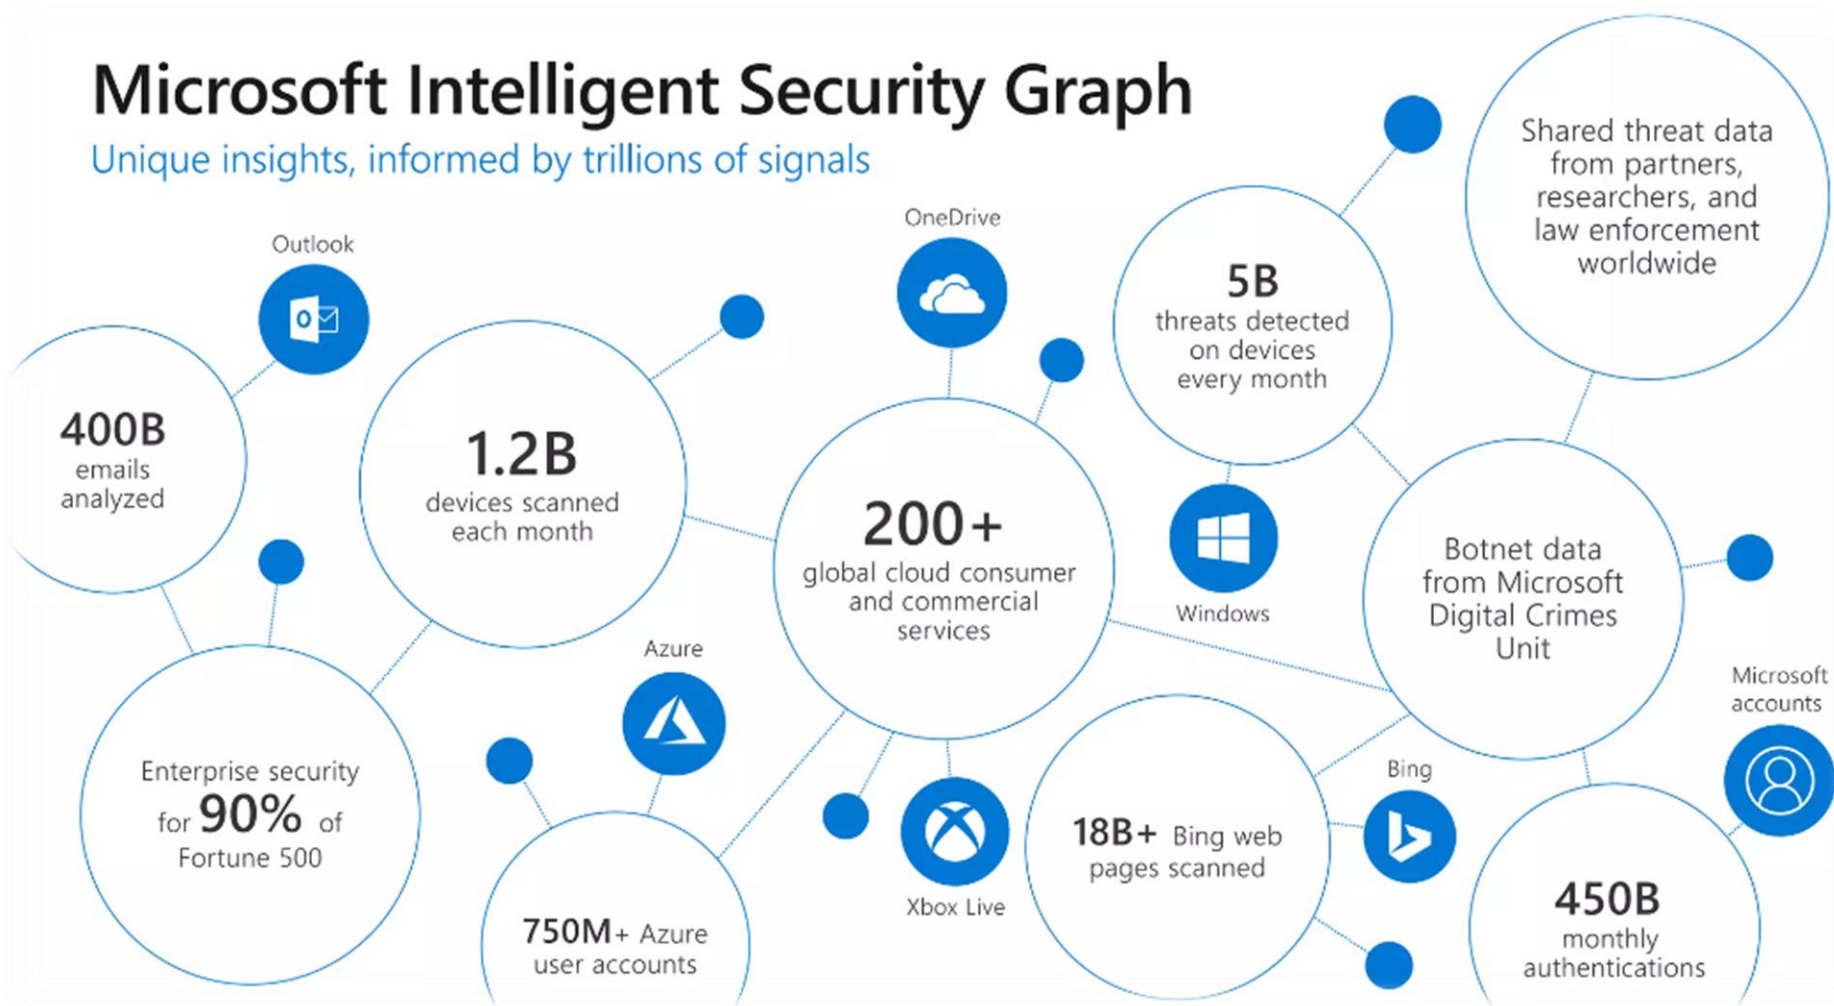 Microsoft Intelligent Security Graph
Unique insights, informed by trillions of signals
Outlook
400B
emails
analyzed
1.2B
devices scanned
each month
OneDrive
200+
global cloud consumer
and commercial
services
5B
threats detected
on devices
every month
Shared threat data
from partners,
researchers, and
law enforcement
worldwide
Windows
Botnet data
from Microsoft
Digital Crimes
Unit
Enterprise security
for 90% of
Fortune 500
Azure
750M+ Azure
user accounts
Xbox Live
18B+ Bing web
pages scanned
Bing
Microsoft
accounts
450B
monthly
authentications